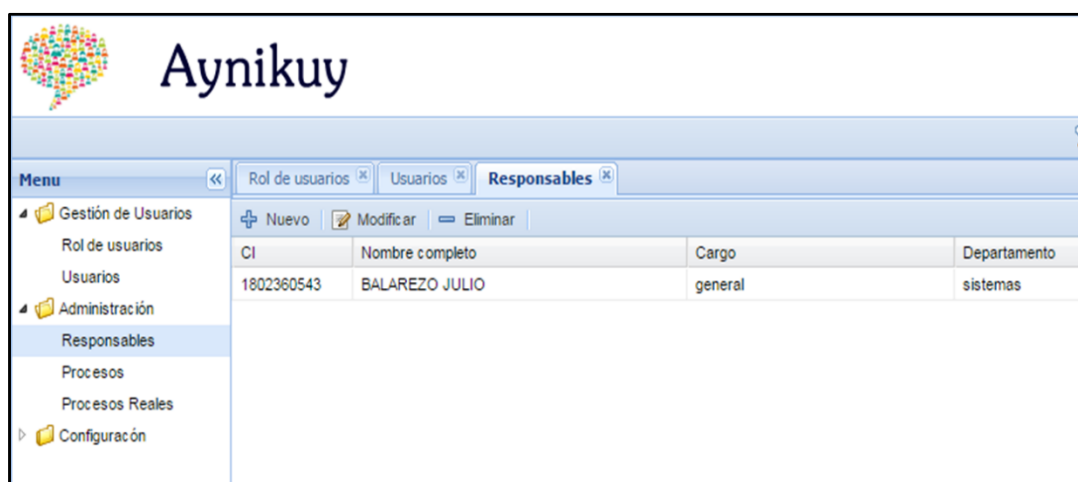 Aynikuy
Menu
Rol de usuarios Usuarios Responsables
Gestión de Usuarios
Rol de usuarios
Usuarios
Administración
Responsables
Procesos
Procesos Reales
Configuracón
Nuevo Modificar Eliminar
CI Nombre completo Cargo Departamento
1802360543 BALAREZO JULIO general sistemas